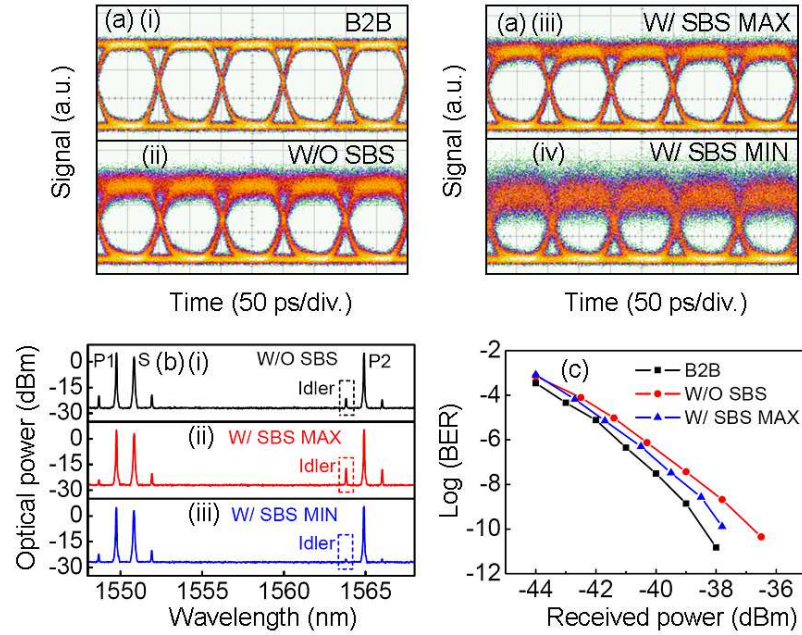 (a) (i) B2B
(ii) W/O SBS
Signal (a.u.)
Time (50 ps/div.)
(a) (iii) W/ SBS MAX
(iv) W/ SBS MIN
Signal (a.u.)
Time (50 ps/div.)
P1 S (b) (i) W/O SBS P2
Idler
(ii) W/ SBS MAX
Idler
(iii) W/ SBS MIN
Idler
0
-15
-30
0
-15
-30
0
-15
-30
Optical power (dBm)
1550 1555 1560 1565
Wavelength (nm)
(c)
B2B
W/O SBS
W/ SBS MAX
-2
-4
-6
-8
-10
-12
Log (BER)
-44 -42 -40 -38 -36
Received power (dBm)